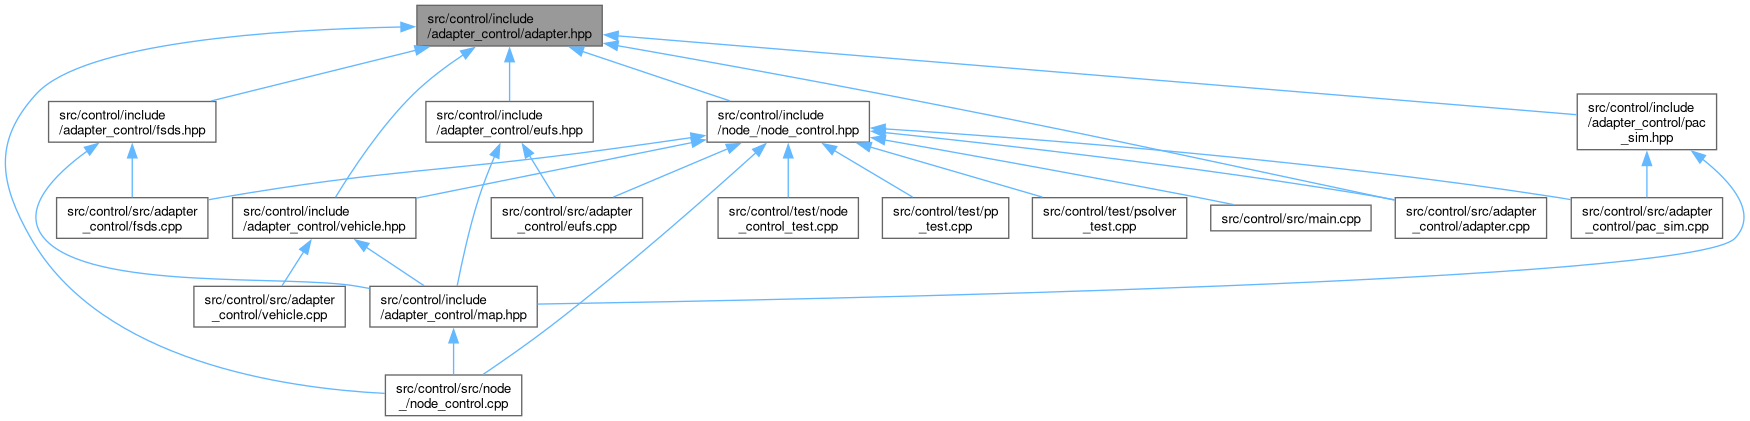 src/control/include
/adapter_control/adapter.hpp
src/control/include
/adapter_control/fsds.hpp
src/control/include
/adapter_control/eufs.hpp
src/control/include
/node_/node_control.hpp
src/control/include
/adapter_control/pac
_sim.hpp
src/control/src/adapter
_control/fsds.cpp
src/control/include
/adapter_control/vehicle.hpp
src/control/src/adapter
_control/eufs.cpp
src/control/test/node
_control_test.cpp
src/control/test/pp
_test.cpp
src/control/test/psolver
_test.cpp
src/control/src/main.cpp
src/control/src/adapter
_control/adapter.cpp
src/control/src/adapter
_control/pac_sim.cpp
src/control/src/adapter
_control/vehicle.cpp
src/control/include
/adapter_control/map.hpp
src/control/src/node
_/node_control.cpp